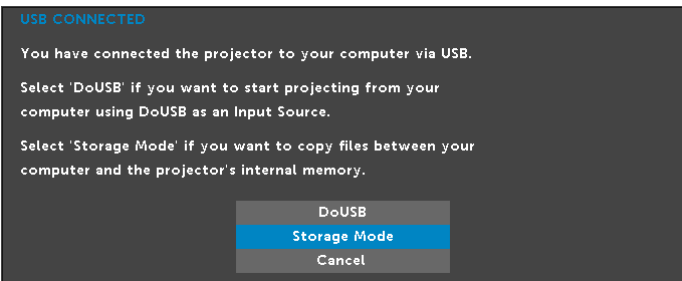 USB CONNECTED
You have connected the projector to your computer via USB.
Select 'DoUSB' if you want to start projecting from your
computer using DoUSB as an Input Source.
Select 'Storage Mode' if you want to copy files between your
computer and the projector's internal memory.
DoUSB
Storage Mode
Cancel